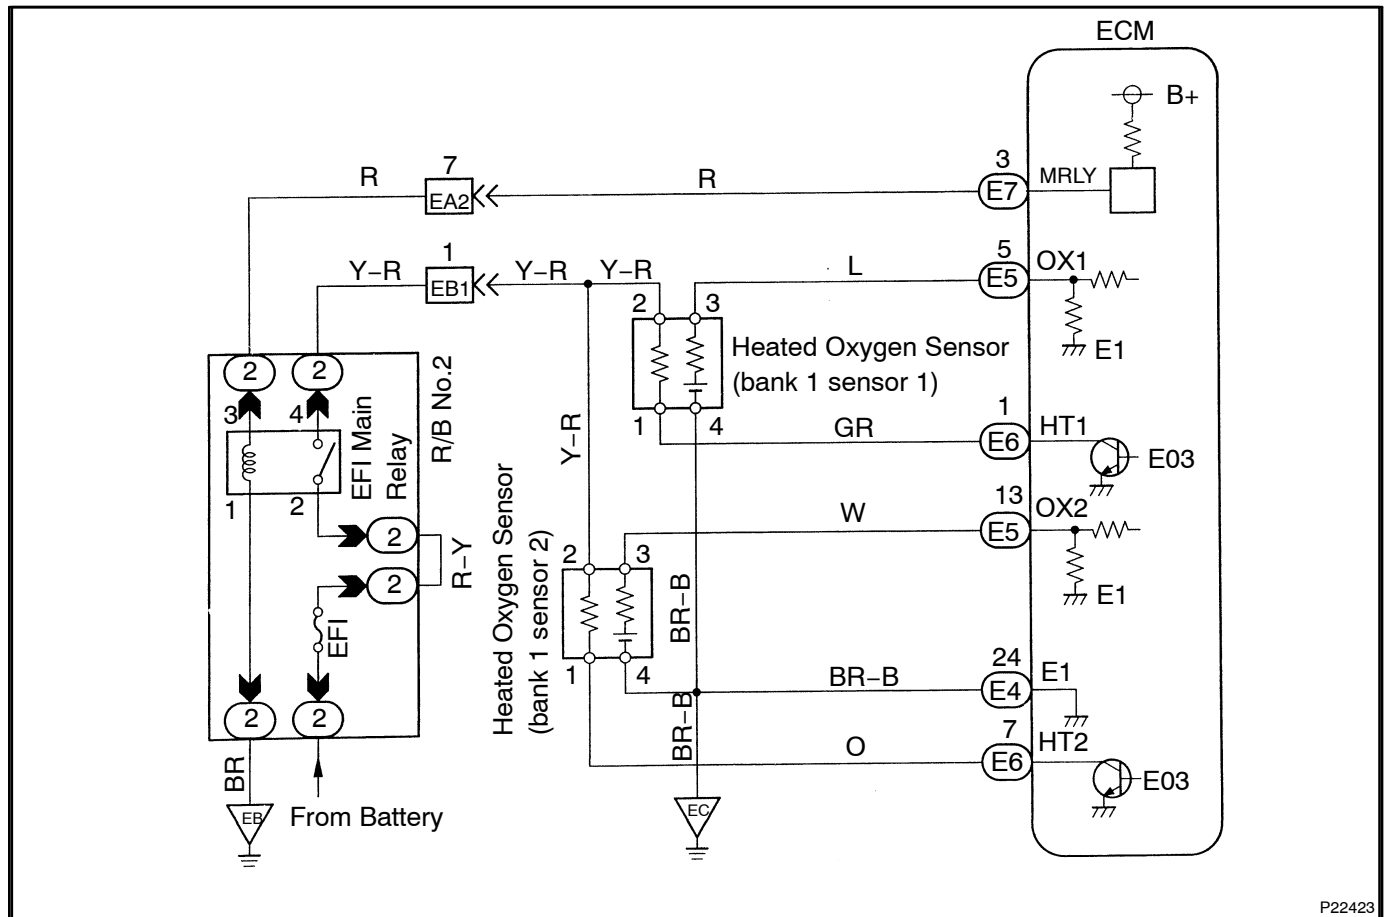 ECM
B+
7
R
EA2
R
3
E7
MRLY
1
Y-R
EB1
Y-R
Y-R
L
5
E5
OX1
E1
2
3
Heated Oxygen Sensor
(bank 1 sensor 1)
1
4
GR
1
E6
HT1
E03
2
2
3
4
1
2
EFI Main
Relay
R/B No.2
2
2
R-Y
EFI
2
2
BR
EB
From Battery
Y-R
Heated Oxygen Sensor
(bank 1 sensor 2)
2
3
1
4
W
13
E5
OX2
E1
BR-B
BR-B
BR-B
24
E4
E1
O
7
E6
HT2
E03
EC
P22423